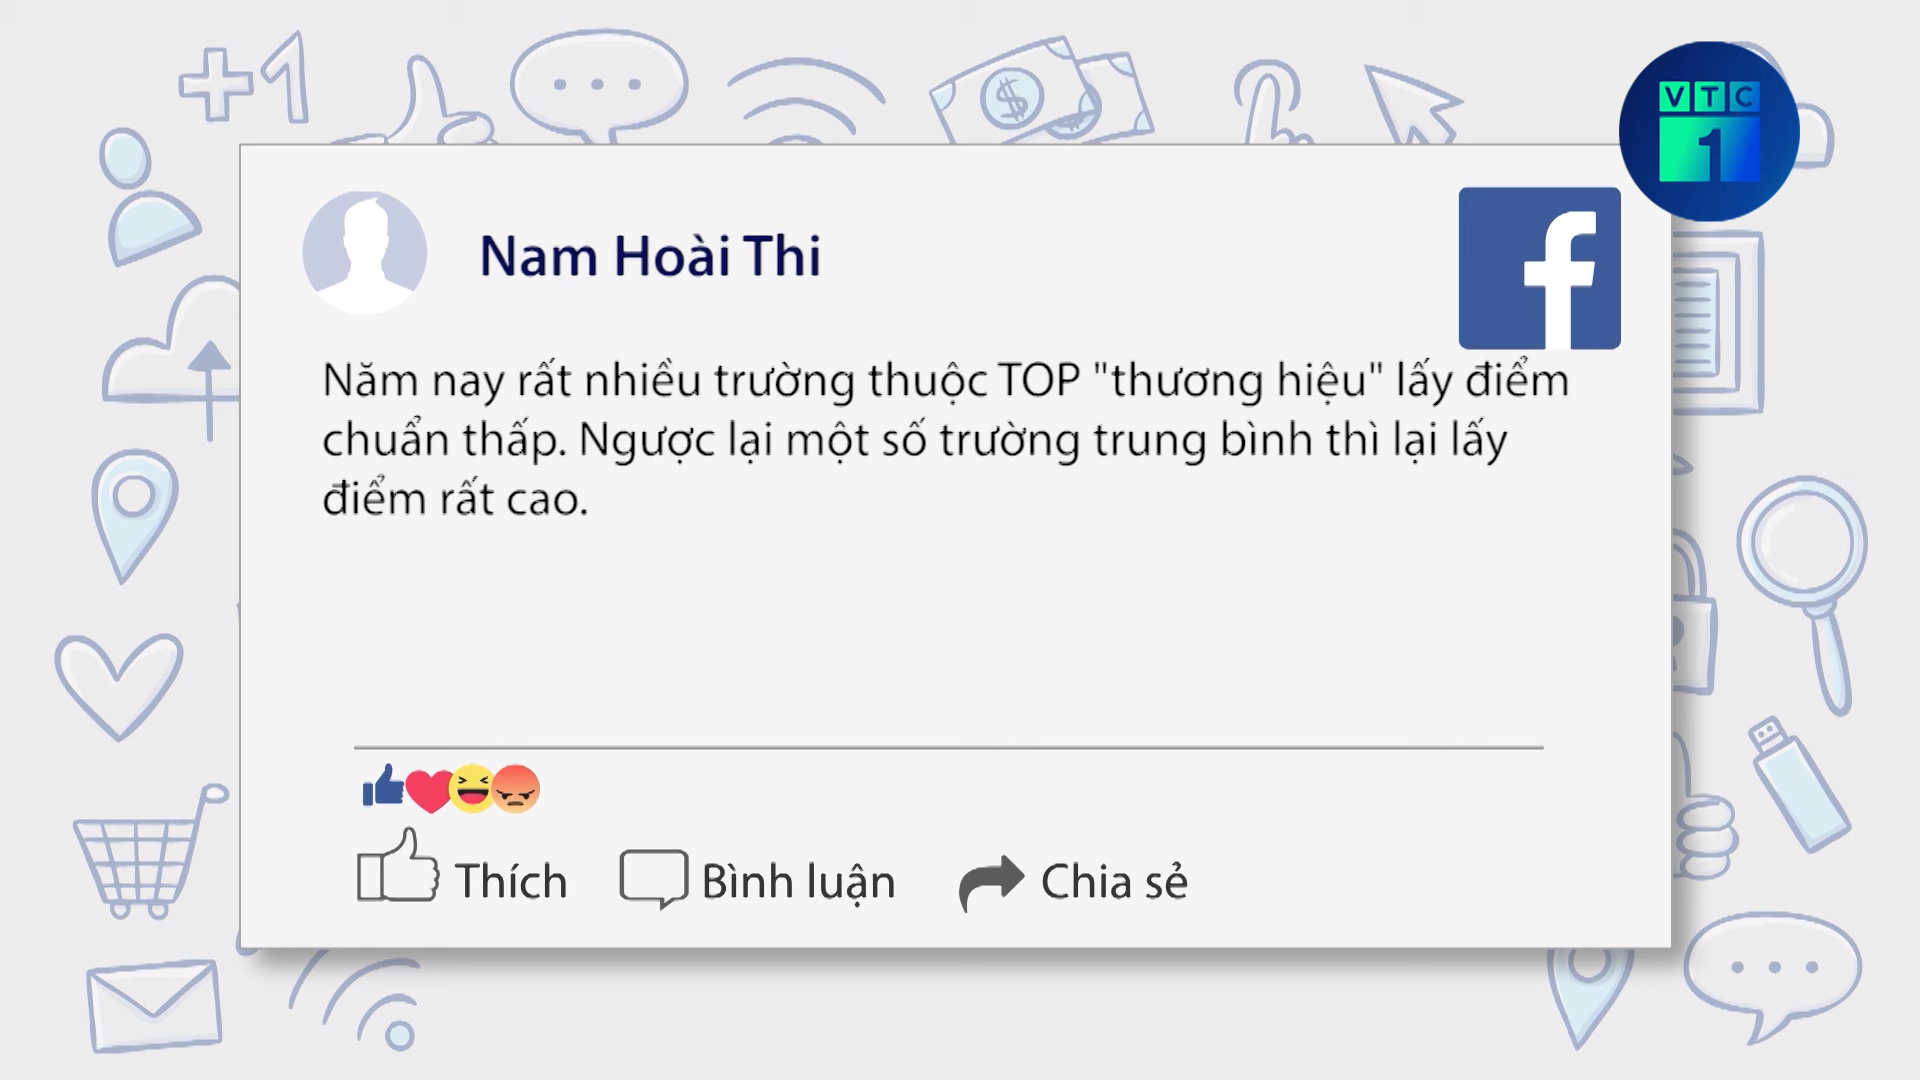 +1
VTC
1
Nam Hoài Thi
f
Năm nay rất nhiều trường thuộc TOP "thương hiệu" lấy điểm
chuẩn thấp. Ngược lại một số trường trung bình thì lại lấy
điểm rất cao.
Thích Bình luận Chia sẻ